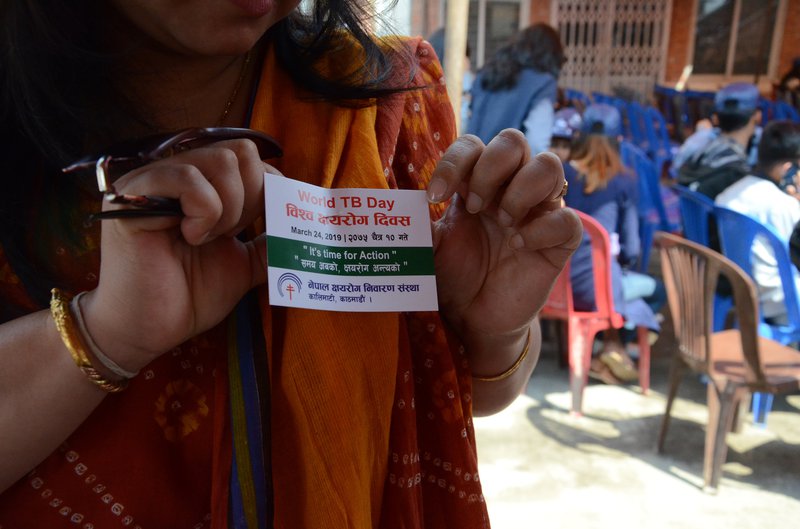 World TB Day
विश्व क्षयरोग दिवस
March 24, 2019 | २०७५ चैत्र १० गते
" It's time for Action "
" समय अबको, क्षयरोग अन्त्यको "
नेपाल क्षयरोग निवारण संस्था
कालिमाटी, काठमाडौं ।